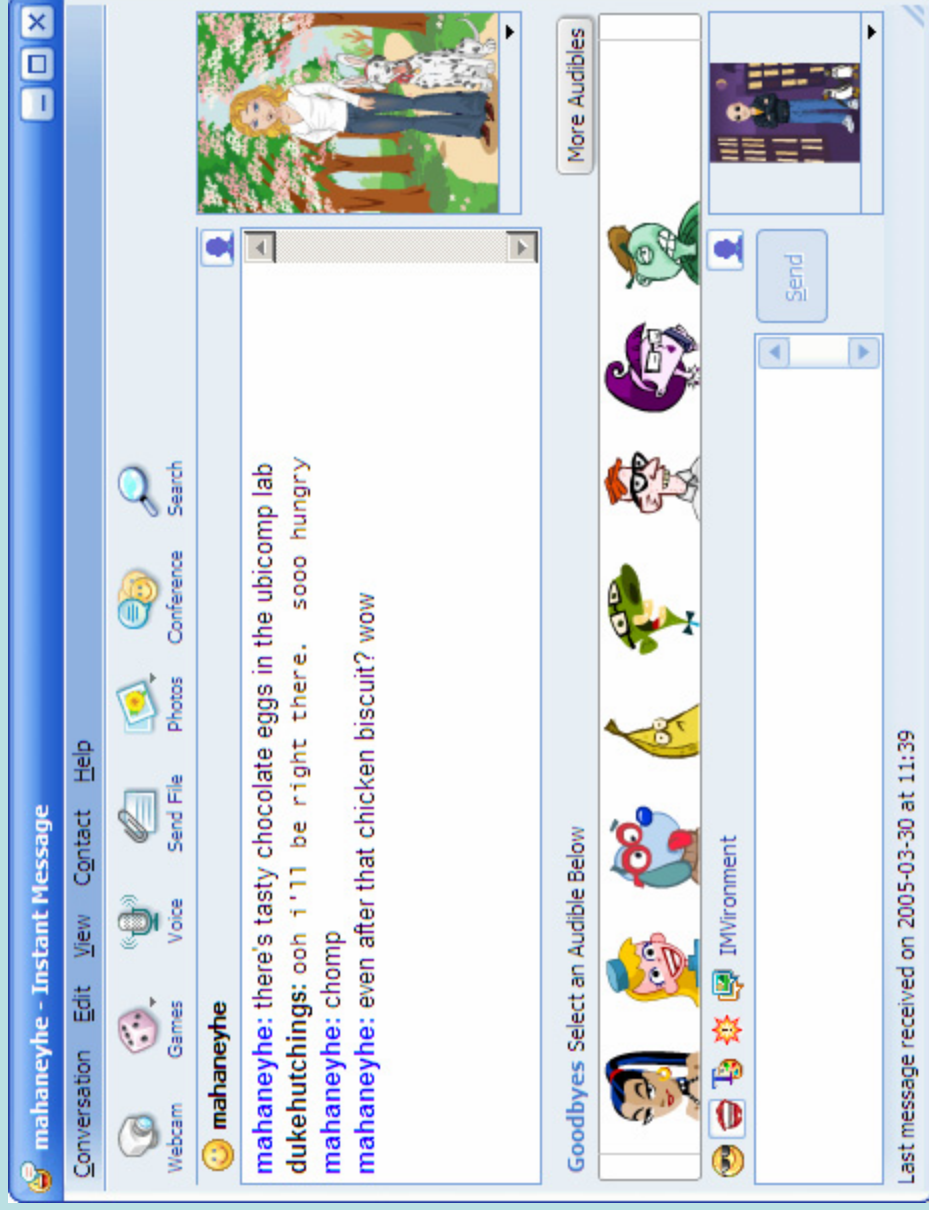 mahaneyhe - Instant Message
Conversation Edit View Contact Help
Webcam Games Voice Send File Photos Conference Search
mahaneyhe
mahaneyhe: there's tasty chocolate eggs in the ubicomp lab
dukehutchings: ooh i'll be right there.  sooo hungry
mahaneyhe: chomp
mahaneyhe: even after that chicken biscuit? wow
Goodbyes Select an Audible Below More Audibles
IMVironment
Send
Last message received on 2005-03-30 at 11:39